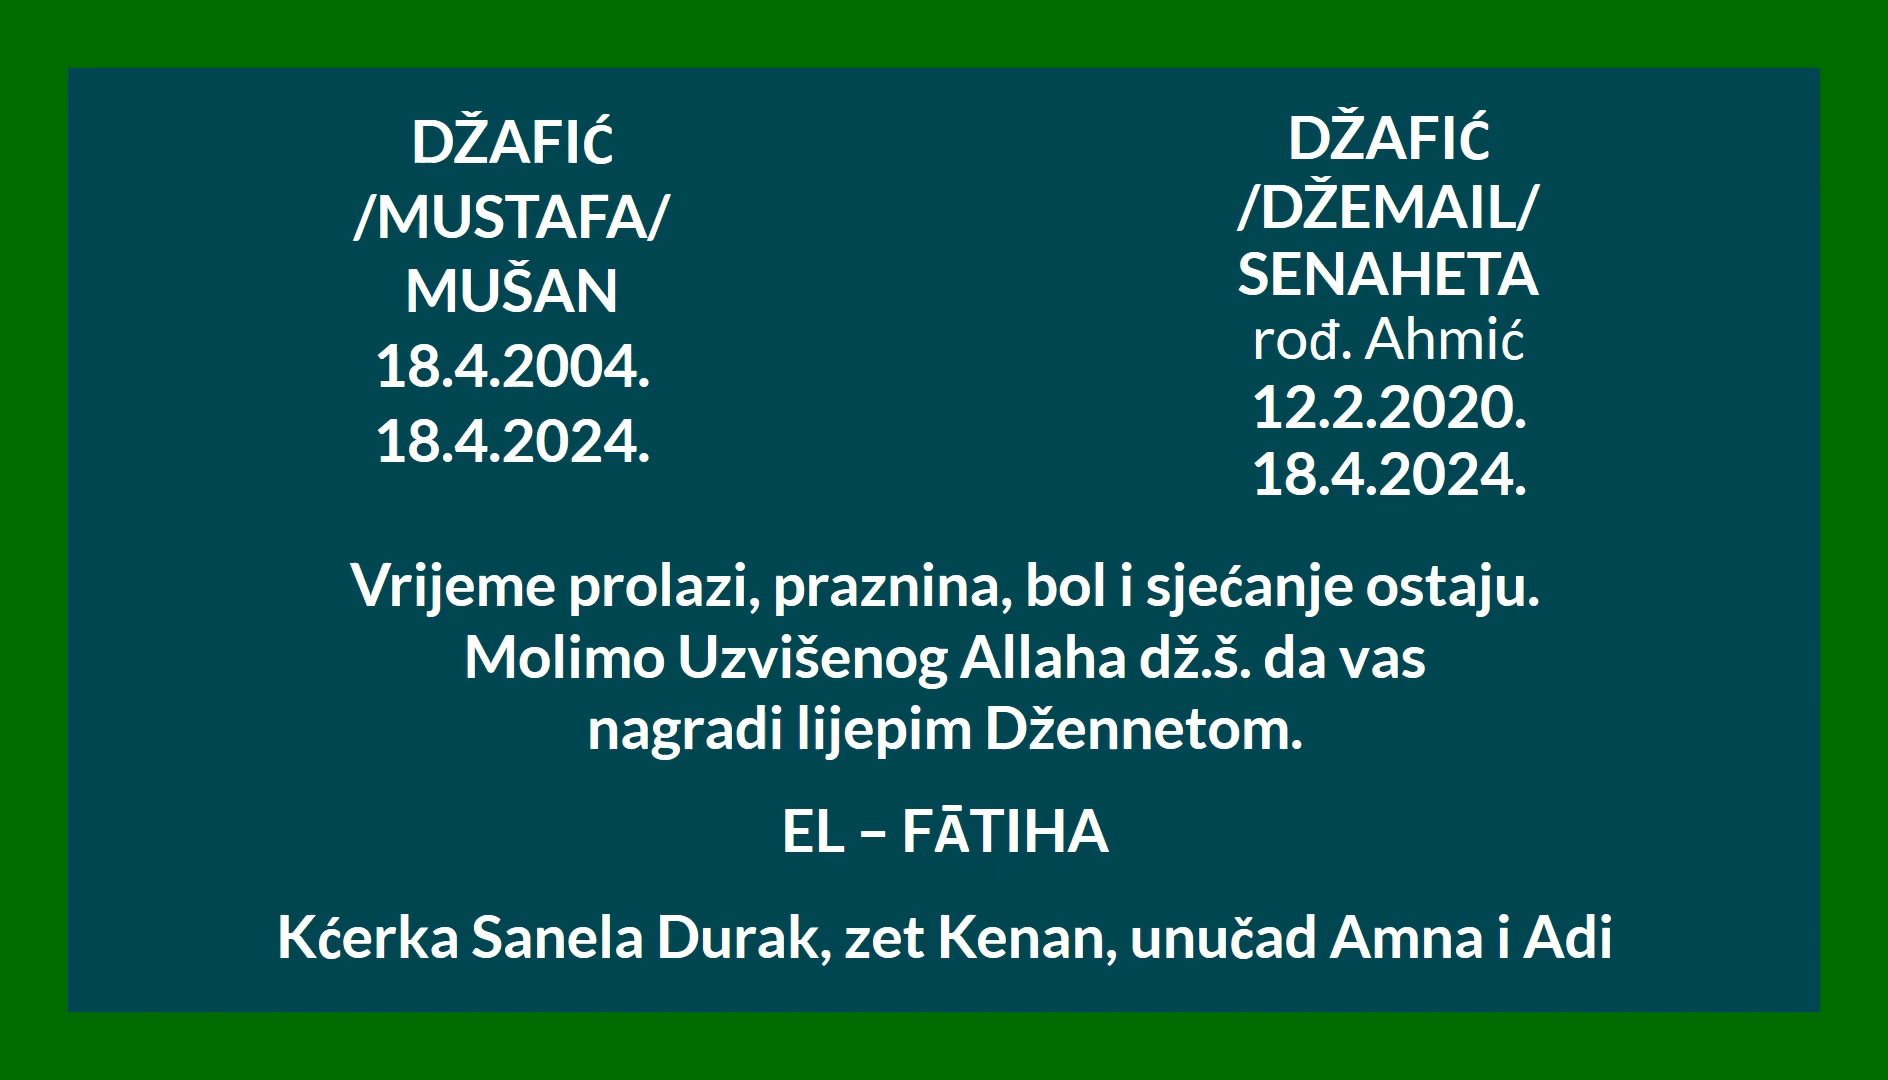 DŽAFIĆ
/MUSTAFA/
MUŠAN
18.4.2004.
18.4.2024.
DŽAFIĆ
/DŽEMAIL/
SENAHETA
rođ. Ahmić
12.2.2020.
18.4.2024.
Vrijeme prolazi, praznina, bol i sjećanje ostaju.
Molimo Uzvišenog Allaha dž.š. da vas
nagradi lijepim Džennetom.
EL – FĀTIHA
Kćerka Sanela Durak, zet Kenan, unučad Amna i Adi